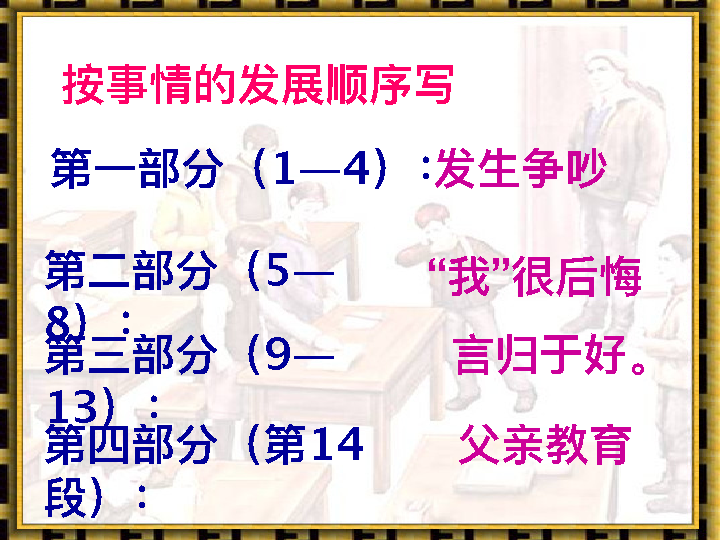 按事情的发展顺序写
第一部分（1—4）：发生争吵
第二部分（5—
8）：
“我”很后悔
第三部分（9—
13）：
言归于好。
第四部分（第14
段）：
父亲教育